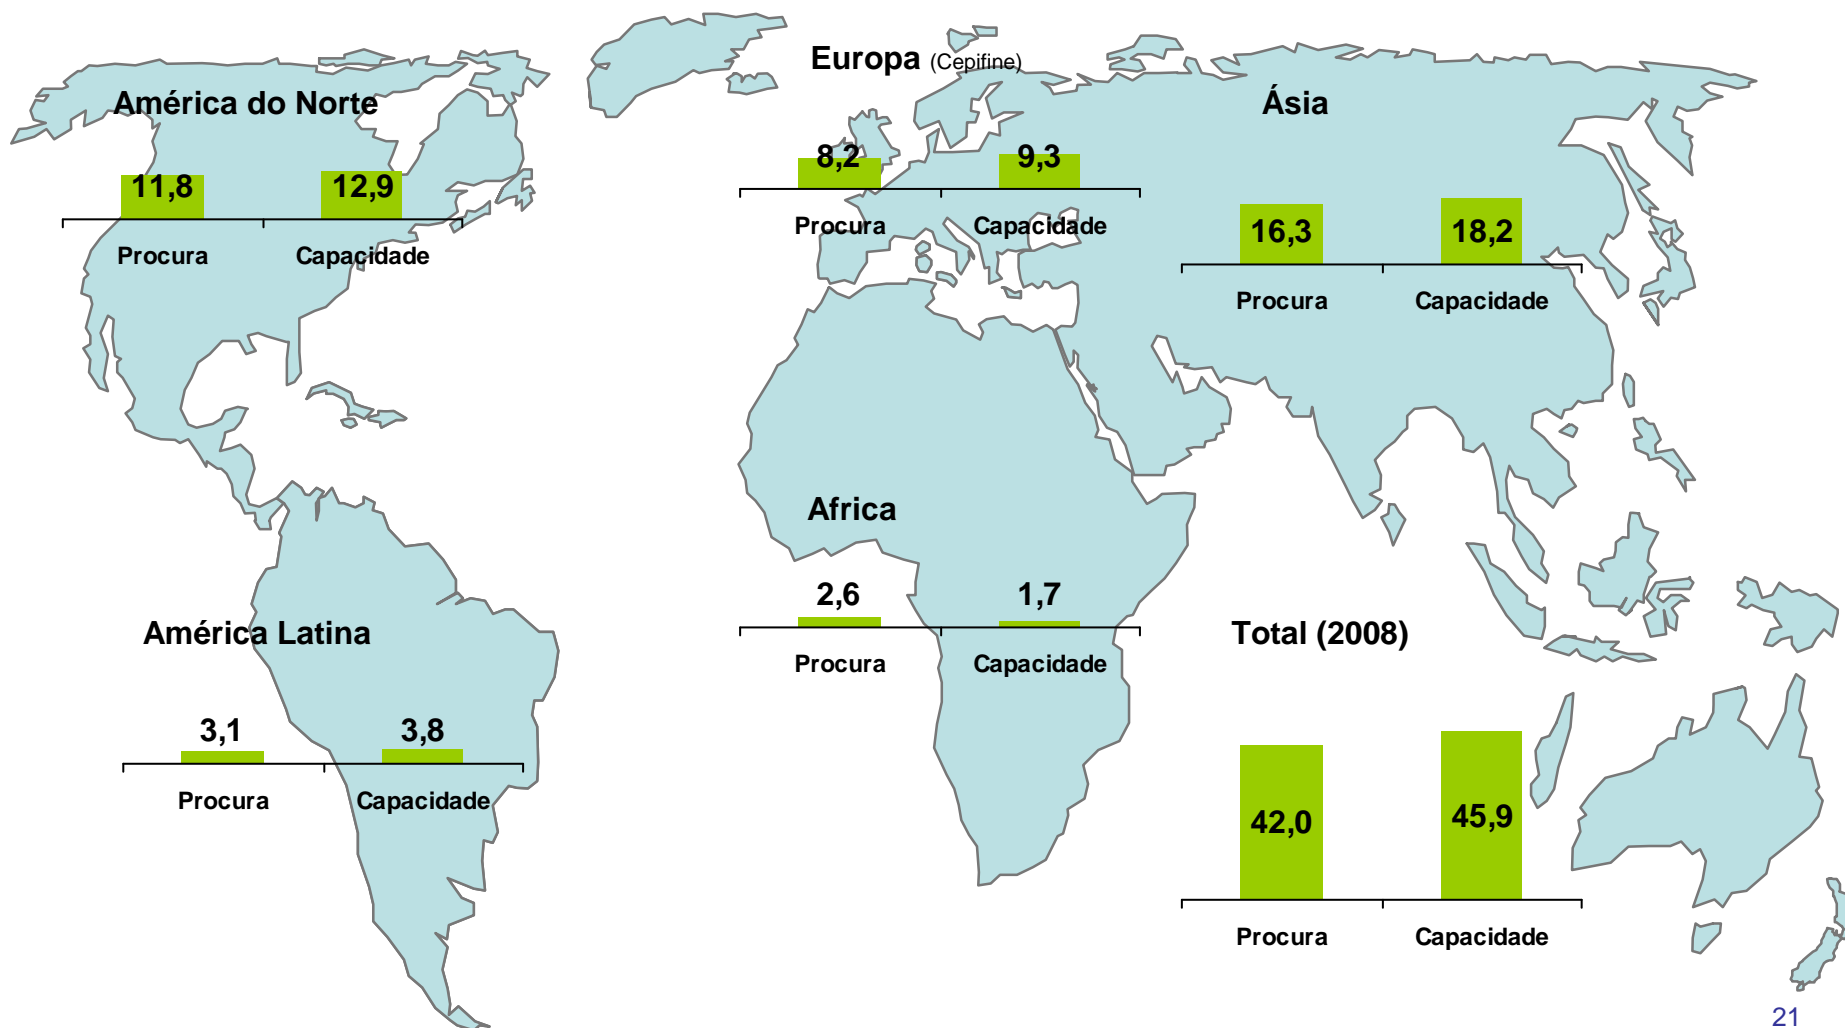 Europa (Cepifine)
América do Norte
Ásia
8,2
9,3
11,8
12,9
Procura
Capacidade
16,3
18,2
Procura
Capacidade
Procura
Capacidade
Africa
2,6
1,7
América Latina
Total (2008)
Procura
Capacidade
3,1
3,8
Procura
Capacidade
42,0
45,9
Procura
Capacidade
21